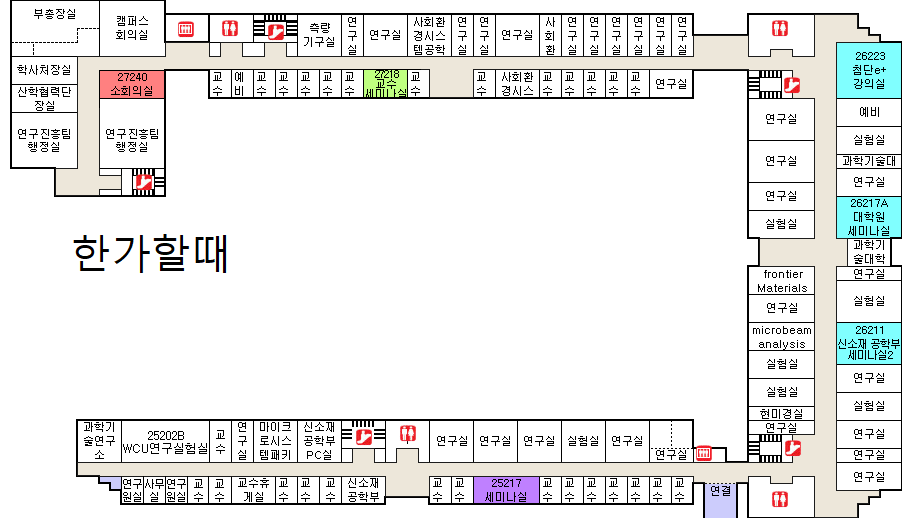 부총장실
캠퍼스
회의실
측량
기구실
연
구
실
연구실
사회환
경시스
템공학
연
구
실
연
구
실
연구실
사
회
환
연
구
실
연
구
실
연
구
실
연
구
실
연
구
실
연
구
실
학사처장실
산학협력단
장실
연구진흥팀
행정실
27240
소회의실
연구진흥팀
행정실
교
수
예
비
교
수
교
수
교
수
교
수
교
수
27218
교수
세미나실
교
수
교
수
사회환
경시스
교
수
교
수
교
수
교
수
교
수
연구실
26223
첨단e+
강의실
예비
실험실
과학기술대
연구실
26217A
대학원
세미나실
과학기
술대학
연구실
실험실
26211
신소재 공학부
세미나실2
연구실
실험실
연구실
연구실
연구실
연구실
연구실
연구실
실험실
frontier
Materials
연구실
microbeam
analysis
실험실
실험실
현미경실
연구실
한가할때
과학기
술연구
소
25202B
WCU연구실험실
교
수
연
구
실
마이크
로시스
템패키
신소재
공학부
PC실
연구실
연구실
연구실
실험실
연구실
연구실
연구
원실
사무
실
연구
원실
교
수
교
수
교수휴
게실
교
수
교
수
교
수
신소재
공학부
교
수
교
수
25217
세미나실
교
수
교
수
교
수
교
수
교
수
교
수
교
수
연결